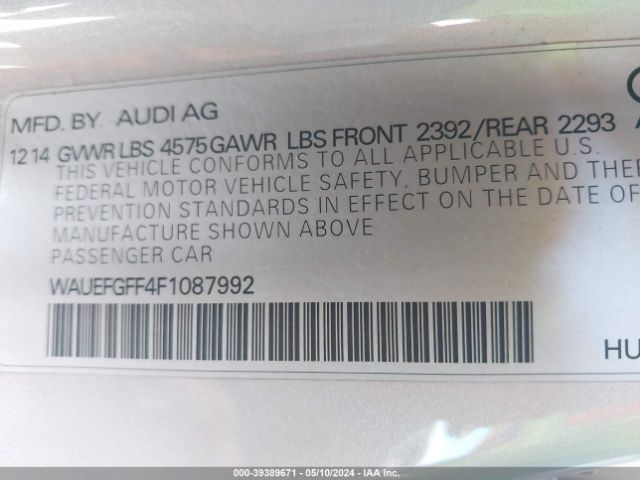 MFD. BY AUDI AG
12 14 GVWR LBS 4575 GAWR LBS FRONT 2392/REAR 2293
THIS VEHICLE CONFORMS TO ALL APPLICABLE U.S.
FEDERAL MOTOR VEHICLE SAFETY, BUMPER AND THEF
PREVENTION STANDARDS IN EFFECT ON THE DATE OF
MANUFACTURE SHOWN ABOVE
PASSENGER CAR
WAUEFGFF4F1087992
HU
000-39389671 - 05/10/2024 - IAA Inc.